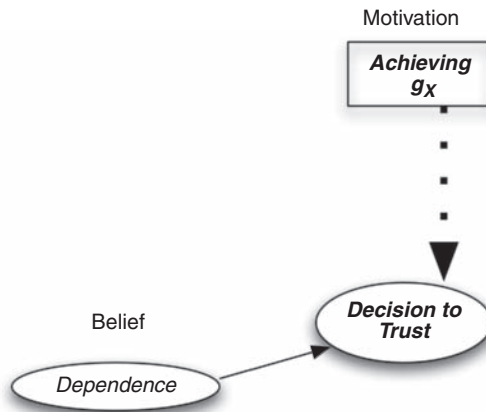 Motivation
Achieving
gX
Belief
Decision to
Trust
Dependence